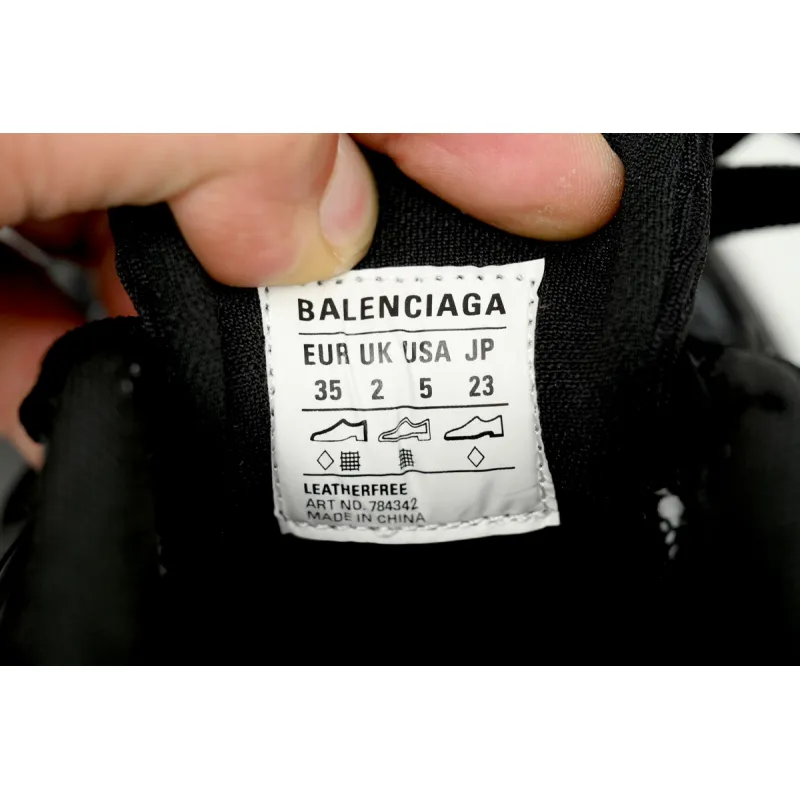 BALENCIAGA
EUR UK USA JP
35 2 5 23
LEATHERFREE
ART NO. 784342
MADE IN CHINA